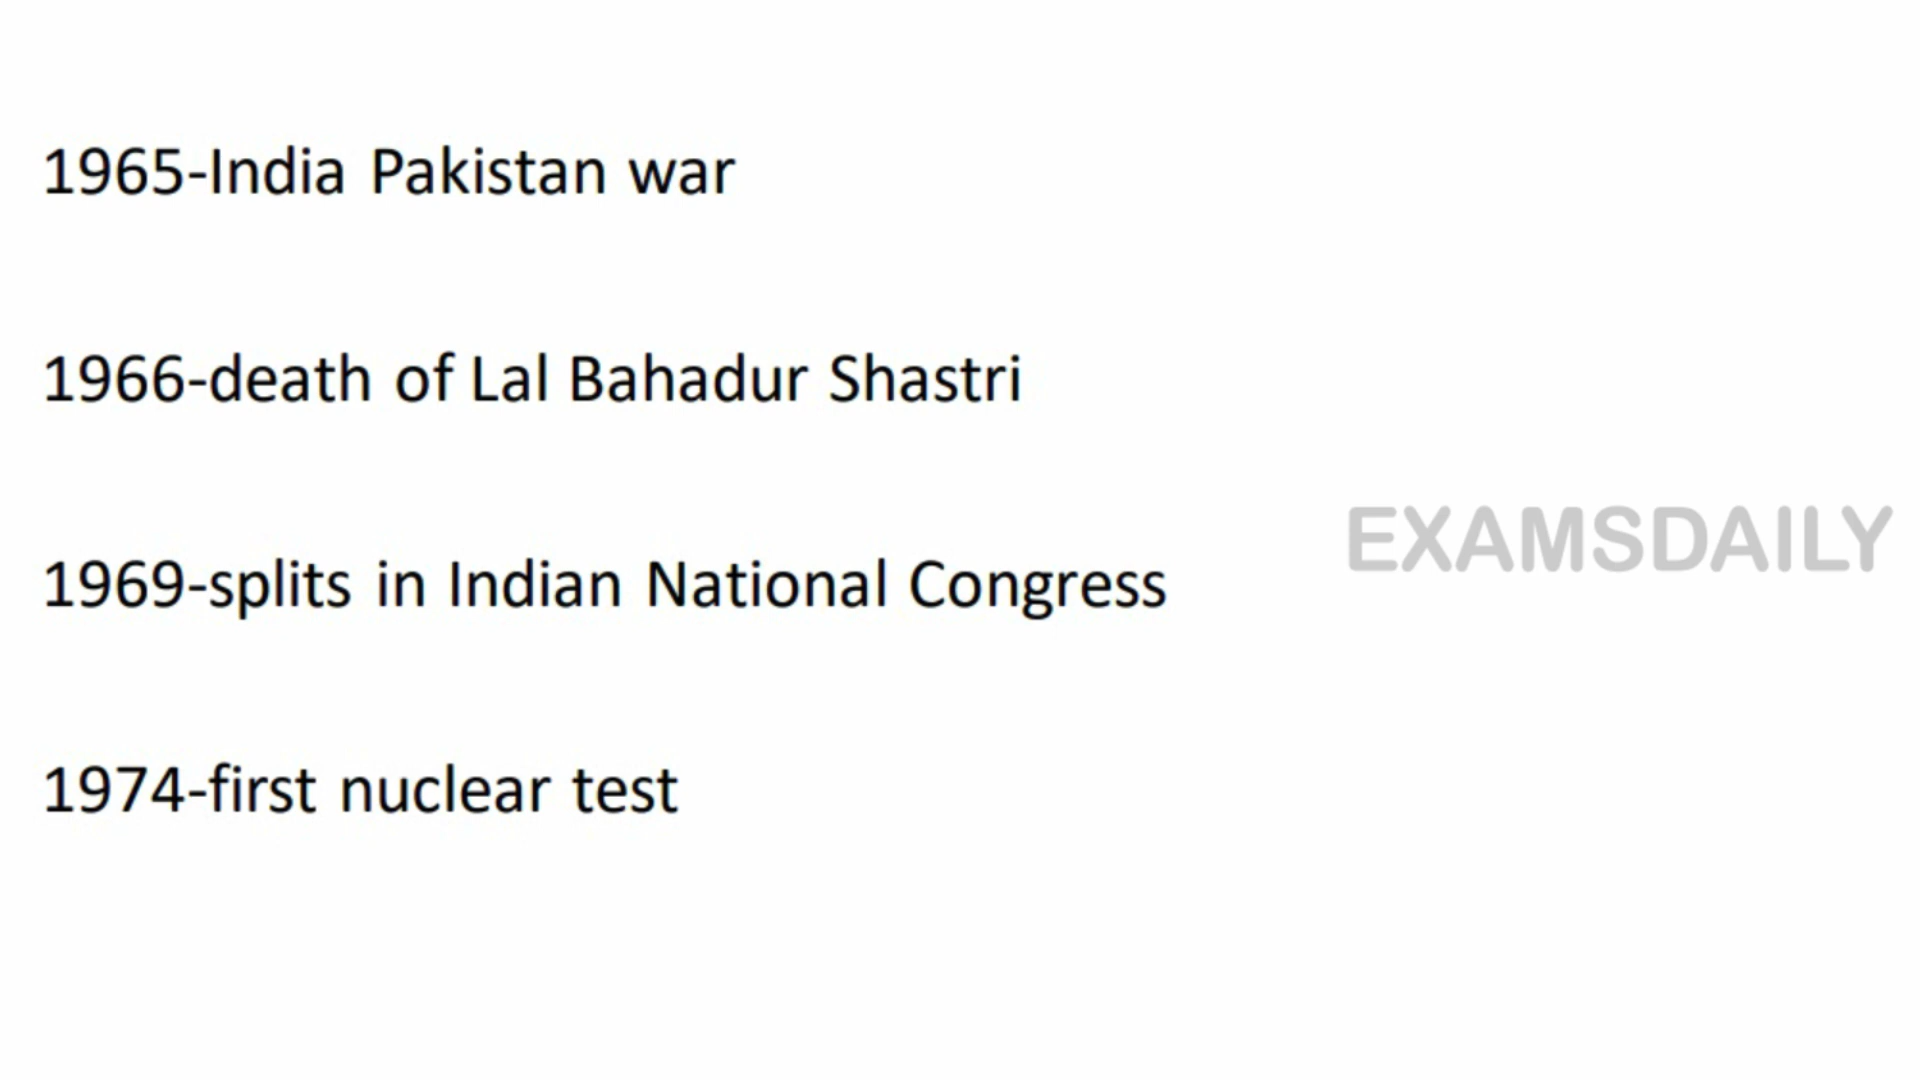 1965-India Pakistan war
1966-death of Lal Bahadur Shastri
1969-splits in Indian National Congress
EXAMSDAILY
1974-first nuclear test